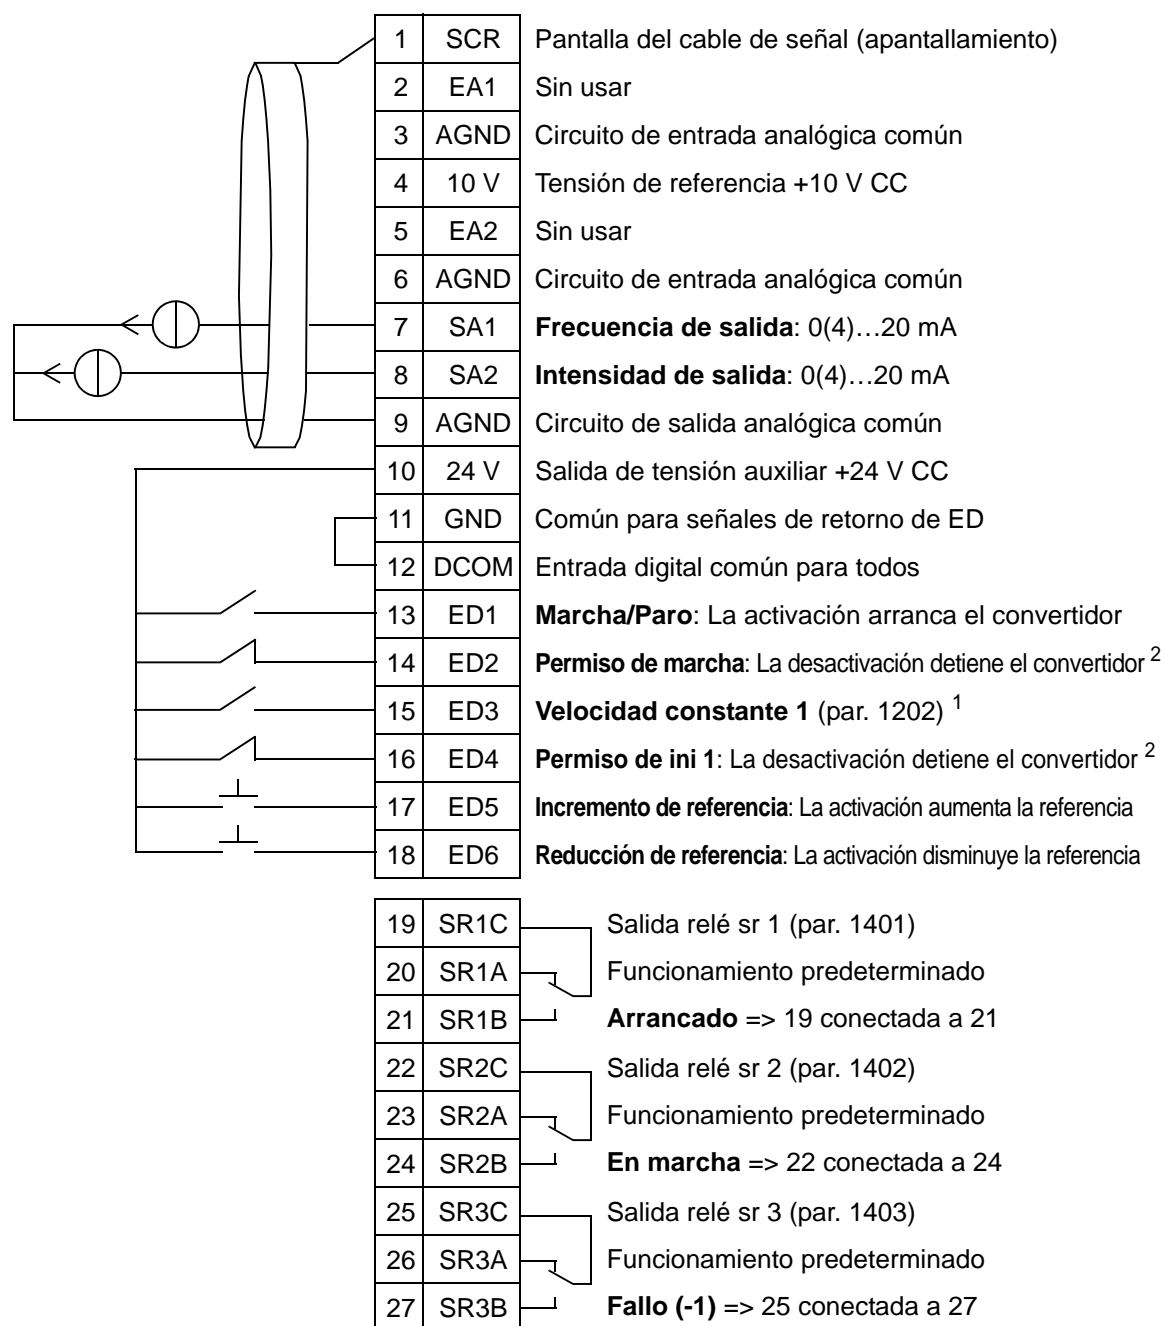 1 SCR Pantalla del cable de señal (apantallamiento)
2 EA1 Sin usar
3 AGND Circuito de entrada analógica común
4 10 V Tensión de referencia +10 V CC
5 EA2 Sin usar
6 AGND Circuito de entrada analógica común
7 SA1 Frecuencia de salida: 0(4)…20 mA
8 SA2 Intensidad de salida: 0(4)…20 mA
9 AGND Circuito de salida analógica común
10 24 V Salida de tensión auxiliar +24 V CC
11 GND Común para señales de retorno de ED
12 DCOM Entrada digital común para todos
13 ED1 Marcha/Paro: La activación arranca el convertidor
14 ED2 Permiso de marcha: La desactivación detiene el convertidor 2
15 ED3 Velocidad constante 1 (par. 1202) 1
16 ED4 Permiso de ini 1: La desactivación detiene el convertidor 2
17 ED5 Incremento de referencia: La activación aumenta la referencia
18 ED6 Reducción de referencia: La activación disminuye la referencia
19 SR1C Salida relé sr 1 (par. 1401)
20 SR1A Funcionamiento predeterminado
21 SR1B Arrancado => 19 conectada a 21
22 SR2C Salida relé sr 2 (par. 1402)
23 SR2A Funcionamiento predeterminado
24 SR2B En marcha => 22 conectada a 24
25 SR3C Salida relé sr 3 (par. 1403)
26 SR3A Funcionamiento predeterminado
27 SR3B Fallo (-1) => 25 conectada a 27